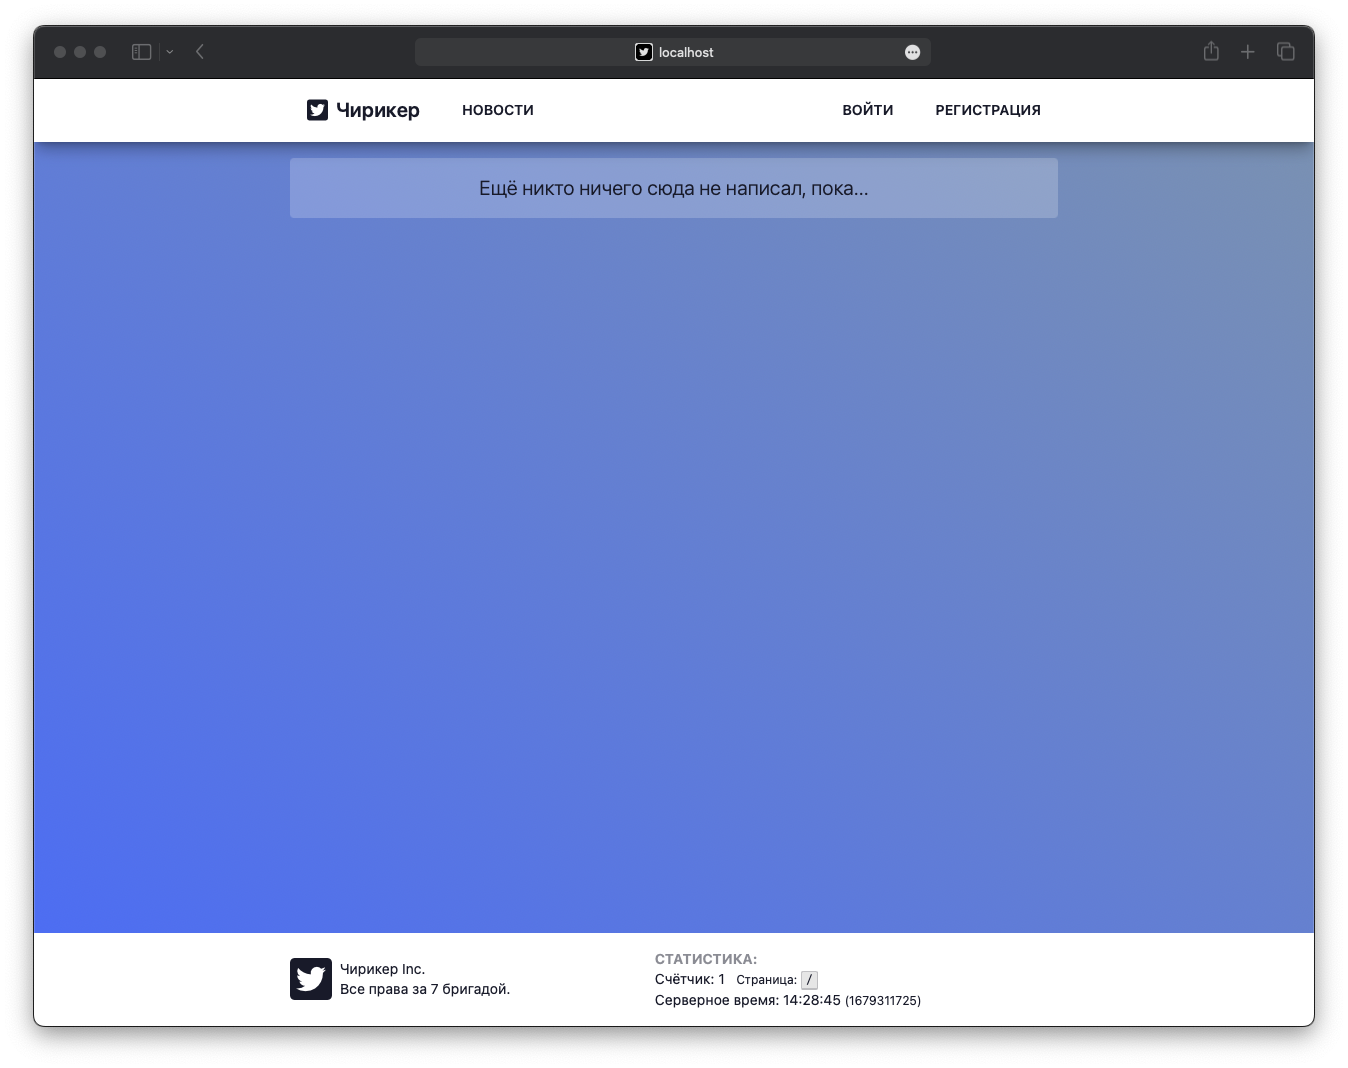 localhost
Чирикер НОВОСТИ ВОЙТИ РЕГИСТРАЦИЯ
Ещё никто ничего сюда не написал, пока...
Чирикер Inc.
Все права за 7 бригадой.
СТАТИСТИКА:
Счётчик: 1 Страница: /
Серверное время: 14:28:45 (1679311725)